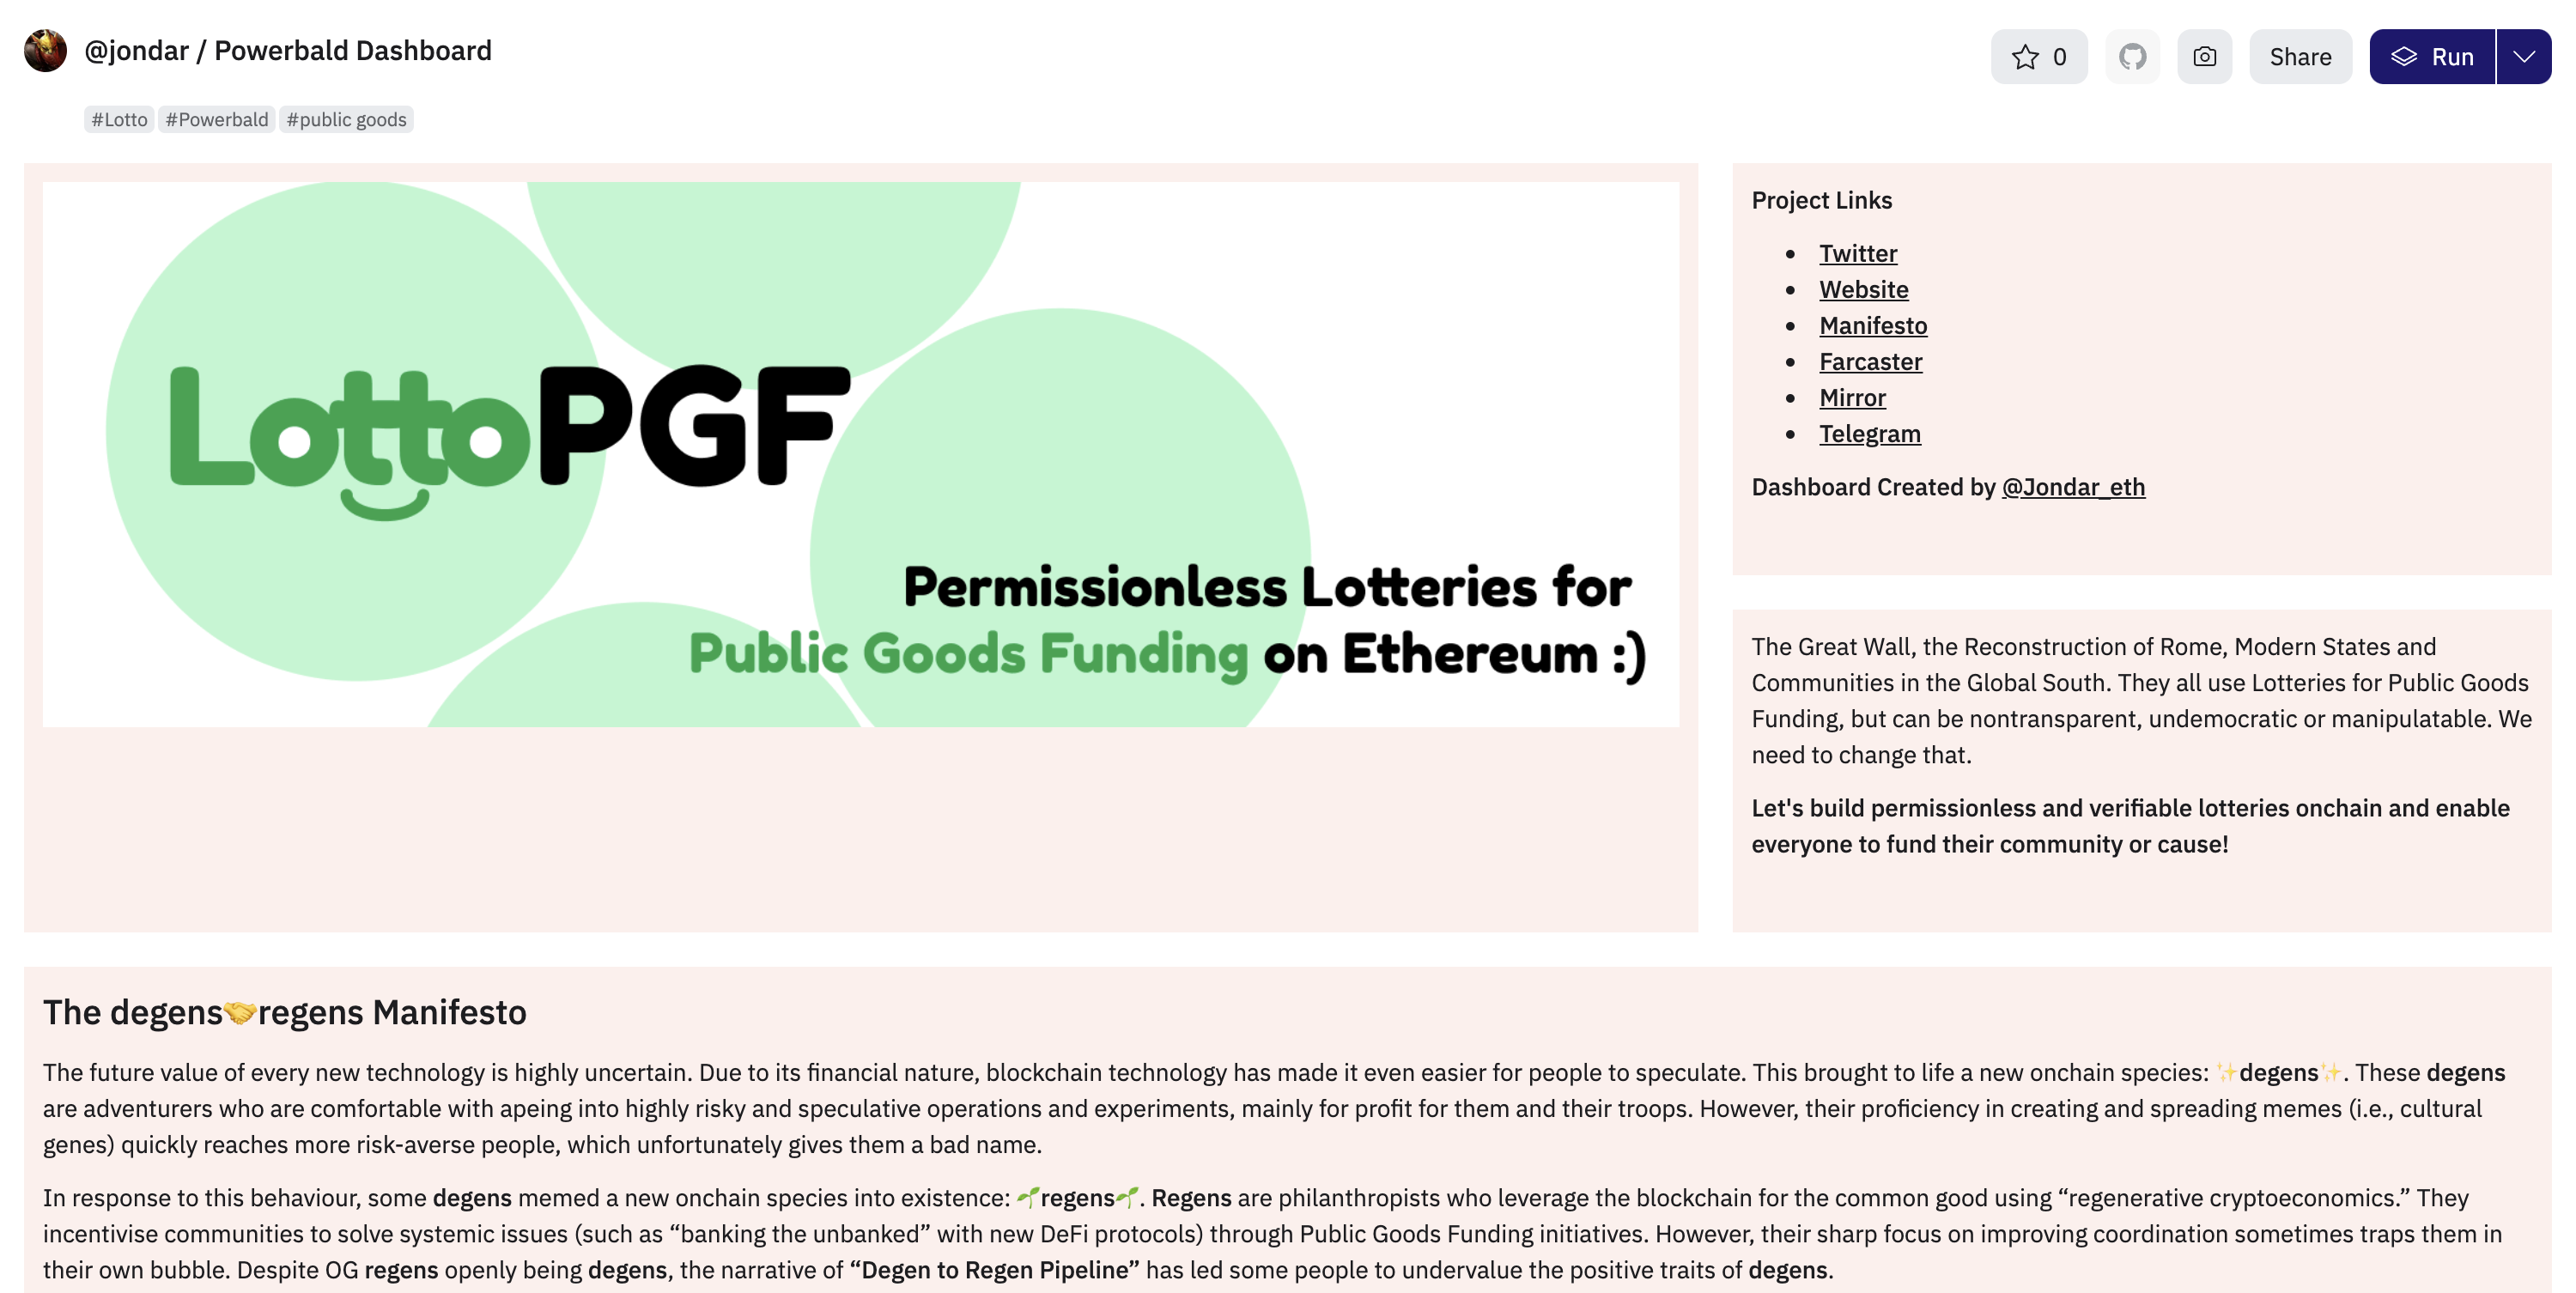 @jondar / Powerbald Dashboard
0
Share
Run
#Lotto #Powerbald #public goods
LottoPGF
Permissionless Lotteries for
Public Goods Funding on Ethereum :)
Project Links
Twitter
Website
Manifesto
Farcaster
Mirror
Telegram
Dashboard Created by @Jondar_eth
The Great Wall, the Reconstruction of Rome, Modern States and
Communities in the Global South. They all use Lotteries for Public Goods
Funding, but can be nontransparent, undemocratic or manipulatable. We
need to change that.
Let's build permissionless and verifiable lotteries onchain and enable
everyone to fund their community or cause!
The degens🤝regens Manifesto
The future value of every new technology is highly uncertain. Due to its financial nature, blockchain technology has made it even easier for people to speculate. This brought to life a new onchain species: ✨degens✨. These degens
are adventurers who are comfortable with apeing into highly risky and speculative operations and experiments, mainly for profit for them and their troops. However, their proficiency in creating and spreading memes (i.e., cultural
genes) quickly reaches more risk-averse people, which unfortunately gives them a bad name.
In response to this behaviour, some degens memed a new onchain species into existence: 🌱regens🌱. Regens are philanthropists who leverage the blockchain for the common good using “regenerative cryptoeconomics.” They
incentivise communities to solve systemic issues (such as “banking the unbanked” with new DeFi protocols) through Public Goods Funding initiatives. However, their sharp focus on improving coordination sometimes traps them in
their own bubble. Despite OG regens openly being degens, the narrative of “Degen to Regen Pipeline” has led some people to undervalue the positive traits of degens.